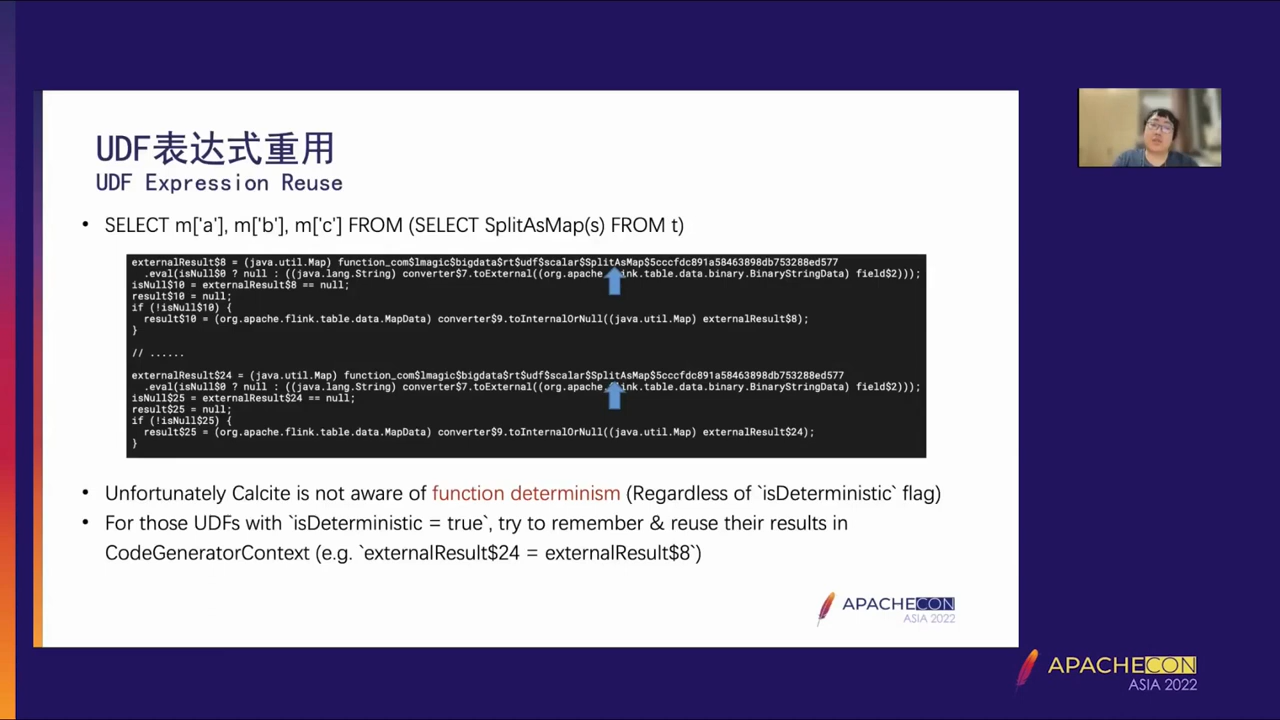 UDF表达式重用
UDF Expression Reuse
• SELECT m['a'], m['b'], m['c'] FROM (SELECT SplitAsMap(s) FROM t)
externalResult$8 = (java.util.Map) function_com$lmagic$bigdata$rt$udf$scalar$SplitAsMap$5cccfdc891a58463898db753288ed577
.eval(isNull$0 ? null : ((java.lang.String) converter$7.toExternal((org.apache. ink.table.data.binary.BinaryStringData) field$2)));
isNull$10 = externalResult$8 == null;
result$10 = null;
if (!isNull$10) {
result$10 = (org.apache.flink.table.data.MapData) converter$9.toInternalOrNull((java.util.Map) externalResult$8);
}
// ......
externalResult$24 = (java.util.Map) function_com$lmagic$bigdata$rt$udf$scalar$SplitAsMap$5cccfdc891a58463898db753288ed577
.eval(isNull$0 ? null : ((java.lang.String) converter$7.toExternal((org.apache. ink.table.data.binary.BinaryStringData) field$2)));
isNull$25 = externalResult$24 == null;
result$25 = null;
if (!isNull$25) {
result$25 = (org.apache.flink.table.data.MapData) converter$9.toInternalOrNull((java.util.Map) externalResult$24);
}
• Unfortunately Calcite is not aware of function determinism (Regardless of `isDeterministic` flag)
• For those UDFs with `isDeterministic = true`, try to remember & reuse their results in
CodeGeneratorContext (e.g. `externalResult$24 = externalResult$8`)
APACHECON
ASIA 2022
APACHECON
ASIA 2022